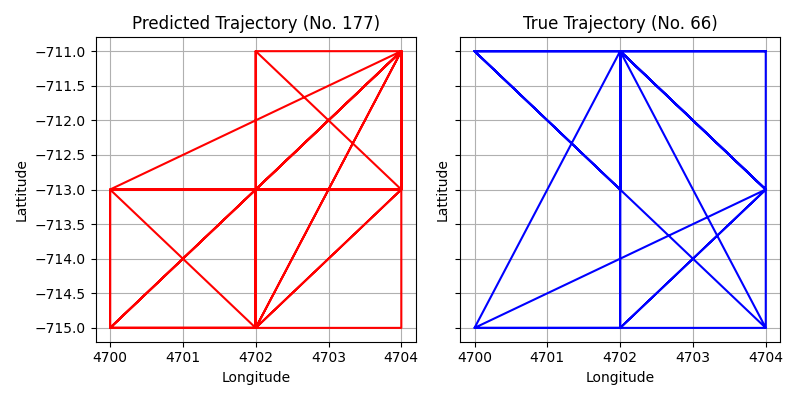 Predicted Trajectory (No. 177)
True Trajectory (No. 66)
−711.0
−711.5
−712.0
−712.5
−713.0
−713.5
−714.0
−714.5
−715.0
Lattitude
Lattitude
4700 4701 4702 4703 4704
4700 4701 4702 4703 4704
Longitude
Longitude